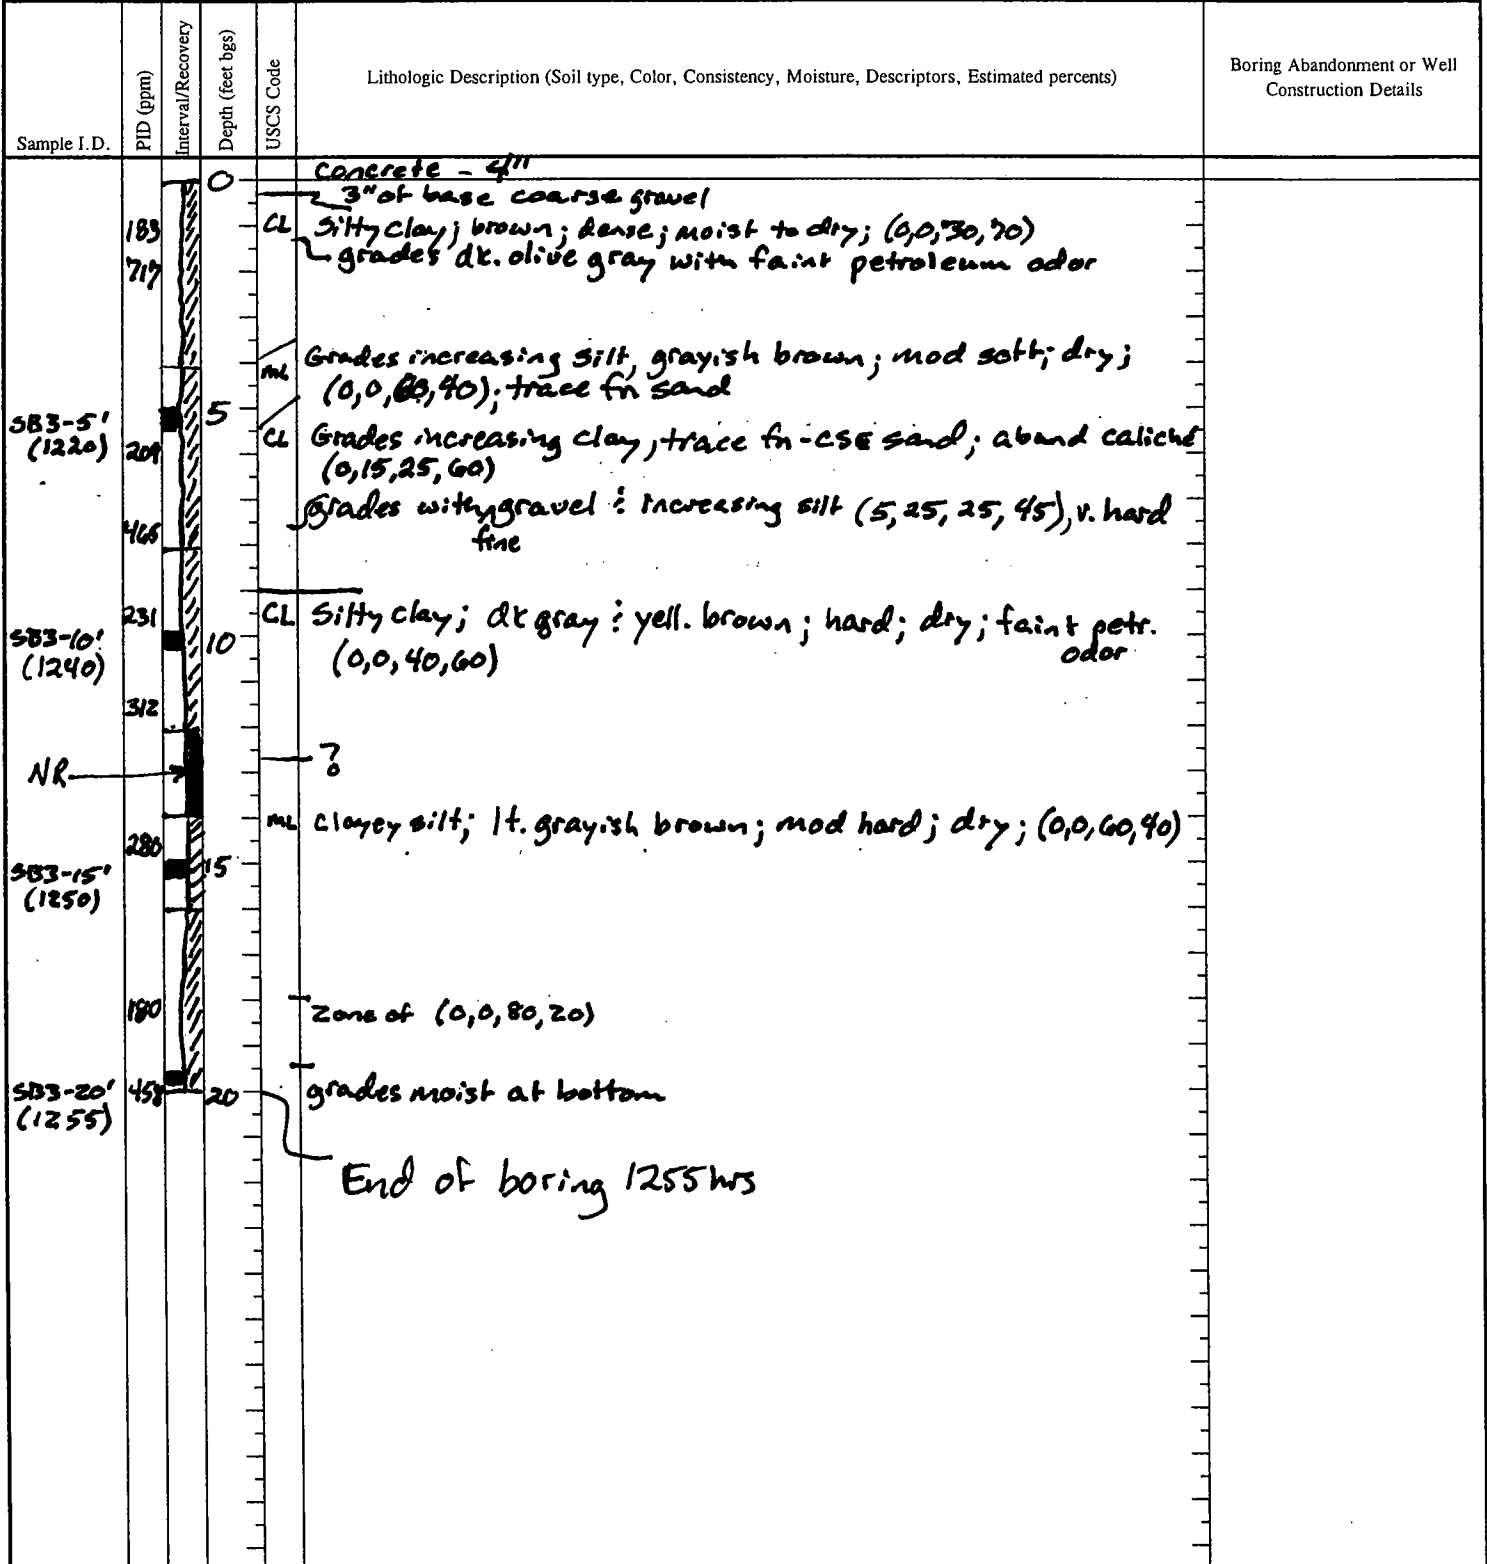 Sample I.D.
PID (ppm)
Interval/Recovery
Depth (feet bgs)
USCS Code
Lithologic Description (Soil type, Color, Consistency, Moisture, Descriptors, Estimated percents)
Boring Abandonment or Well
Construction Details
concrete - 4"
0
3" of base coarse gravel
183 CL Silty clay; brown; dense; moist to dry; (0,0,30,70)
717 grades dk. olive gray with faint petroleum odor
ML Grades increasing silt, grayish brown; mod soft; dry;
(0,0,60,40); trace fn sand
SB3-5' 5
(1220) 209 CL Grades increasing clay, trace fn-CSE sand; abund caliche
(0,15,25,60)
465 grades with fine gravel & increasing silt (5, 25, 25, 45), v. hard
231 CL Silty clay; dk gray & yell. brown; hard; dry; faint petr.
odor
SB3-10' 10
(1240) (0,0,40,60)
312
?
NR
ML clayey silt; lt. grayish brown; mod hard; dry; (0,0,60,40)
280
SB3-15' 15
(1250)
180 zone of (0,0,80,20)
SB3-20' 458 20 grades moist at bottom
(1255)
End of boring 1255 hrs